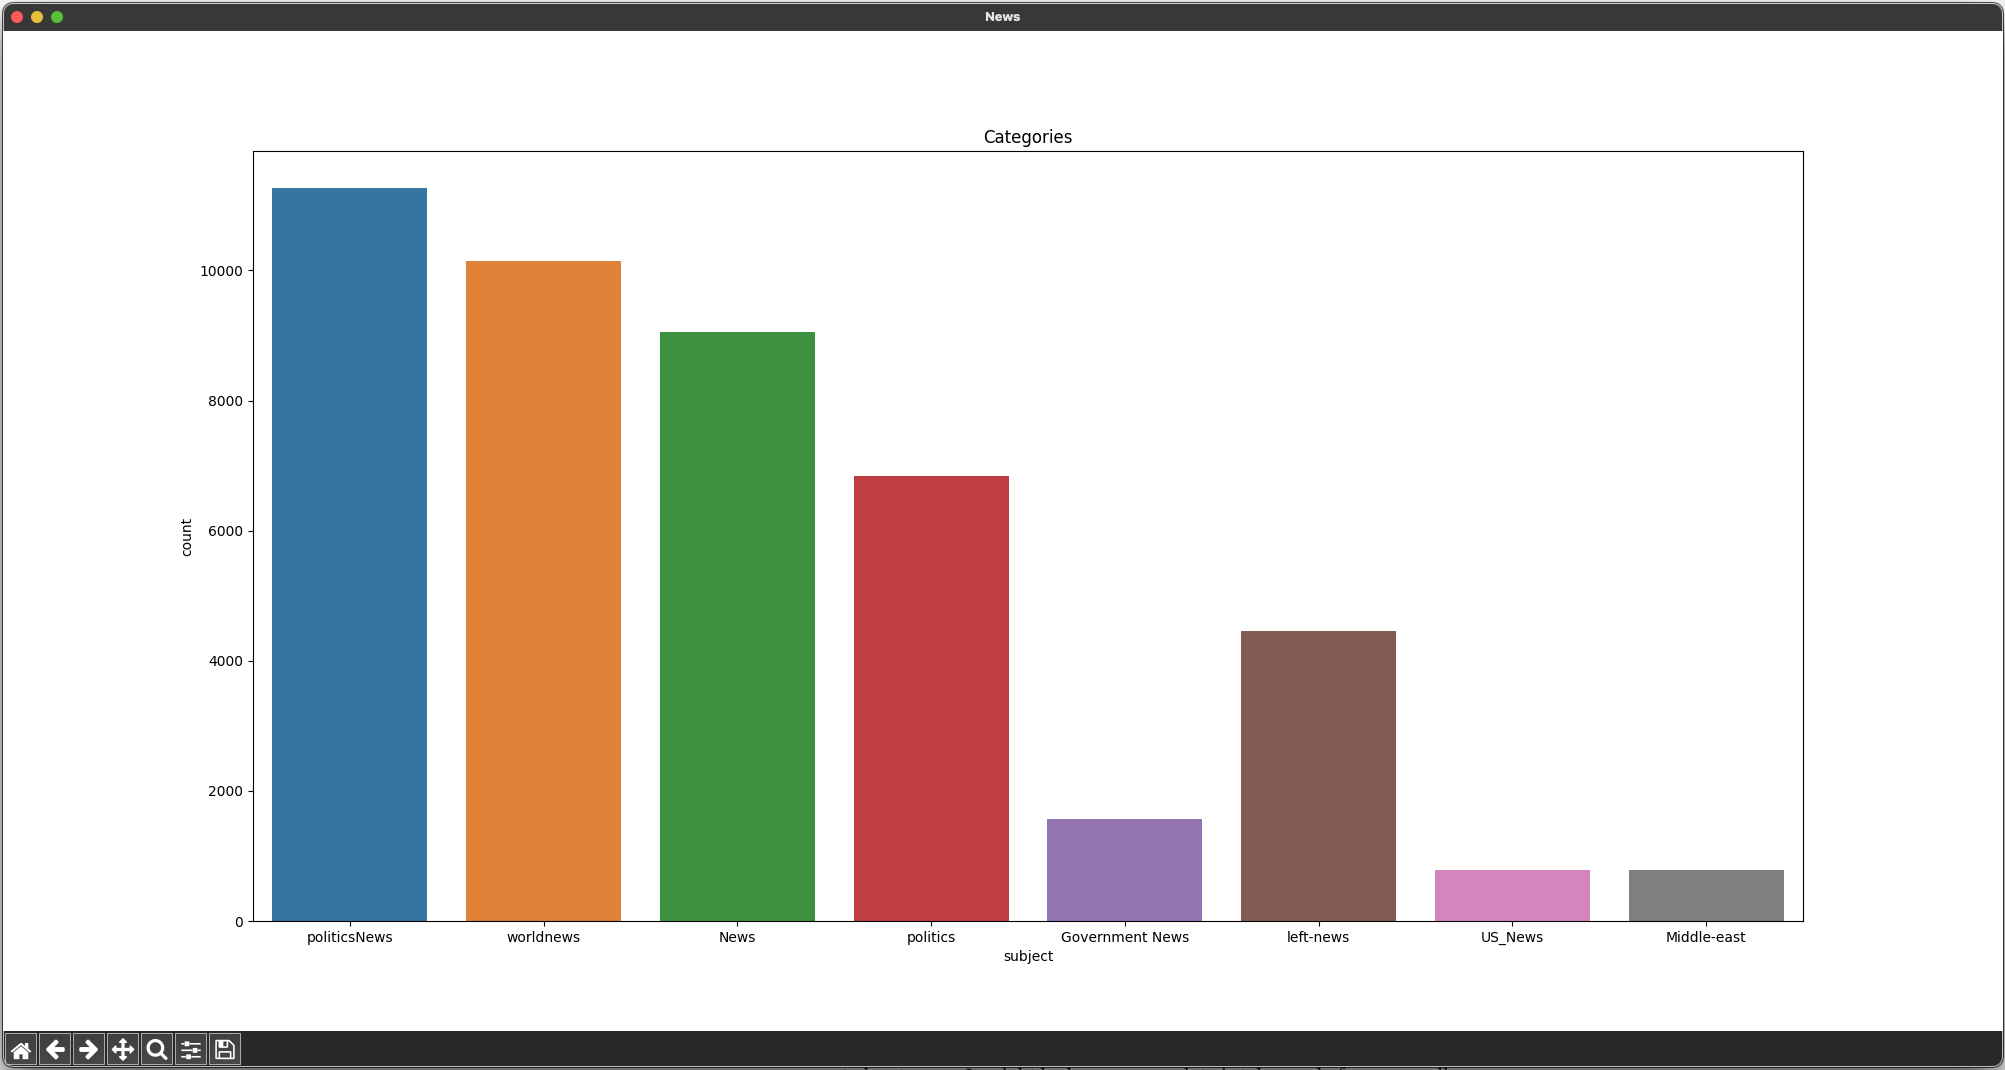 News
Categories
10000
8000
6000
4000
2000
0
count
politicsNews worldnews News politics Government News left-news US_News Middle-east
subject